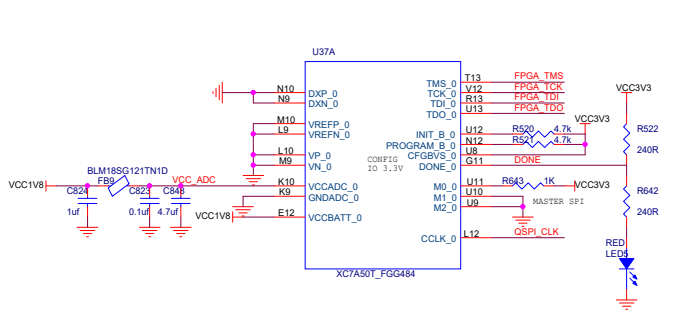 U37A
N10 DXP_0 TMS_0 T13 FPGA_TMS
N9 DXN_0 TCK_0 V12 FPGA_TCK VCC3V3
TDI_0 R13 FPGA_TDI
TDO_0 U13 FPGA_TDO
M10 VREFP_0 VCC3V3
L9 VREFN_0 INIT_B_0 U12 R520 4.7k R522
PROGRAM_B_0 N12 R521 4.7k
L10 VP_0 CONFIG CFGBVS_0 U8 240R
M9 VN_0 IO 3.3V DONE_0 G11 DONE
BLM18SG121TN1D
VCC1V8 FB9 VCC_ADC K10 VCCADC_0 M0_0 U11 R643 1K VCC3V3
C824 C823 C848 K9 GNDADC_0 M1_0 U10 R642
M2_0 U9 MASTER SPI
1uf 0.1uf 4.7uf VCC1V8 E12 VCCBATT_0 240R
CCLK_0 L12 QSPI_CLK
RED
LED5
XC7A50T_FGG484